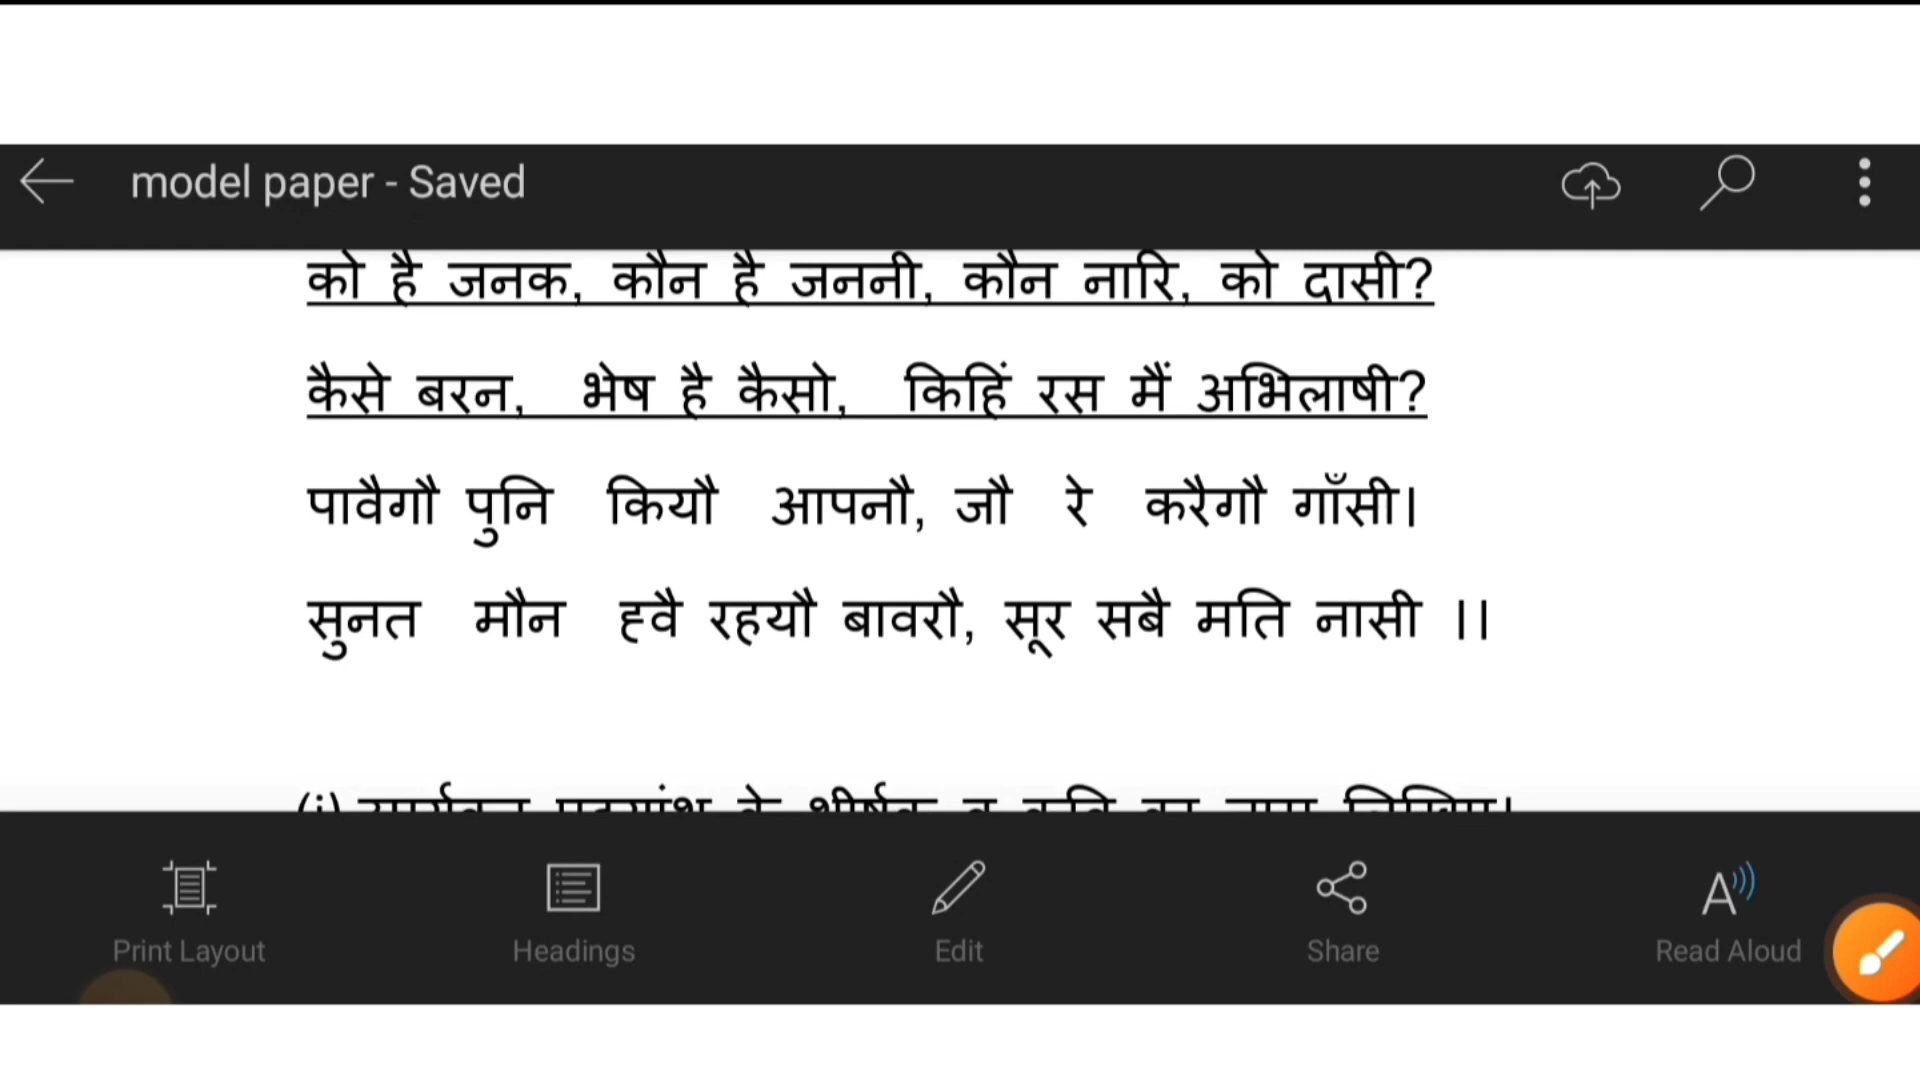 model paper - Saved
को है जनक, कौन है जननी, कौन नारि, को दासी?
कैसे बरन, भेष है कैसो, किहिं रस मैं अभिलाषी?
पावैगौ पुनि कियौ आपनौ, जौ रे करैगौ गाँसी।
सुनत मौन ह्वै रहयौ बावरौ, सूर सबै मति नासी ।।
(i)
Print Layout
Headings
Edit
Share
A
Read Aloud